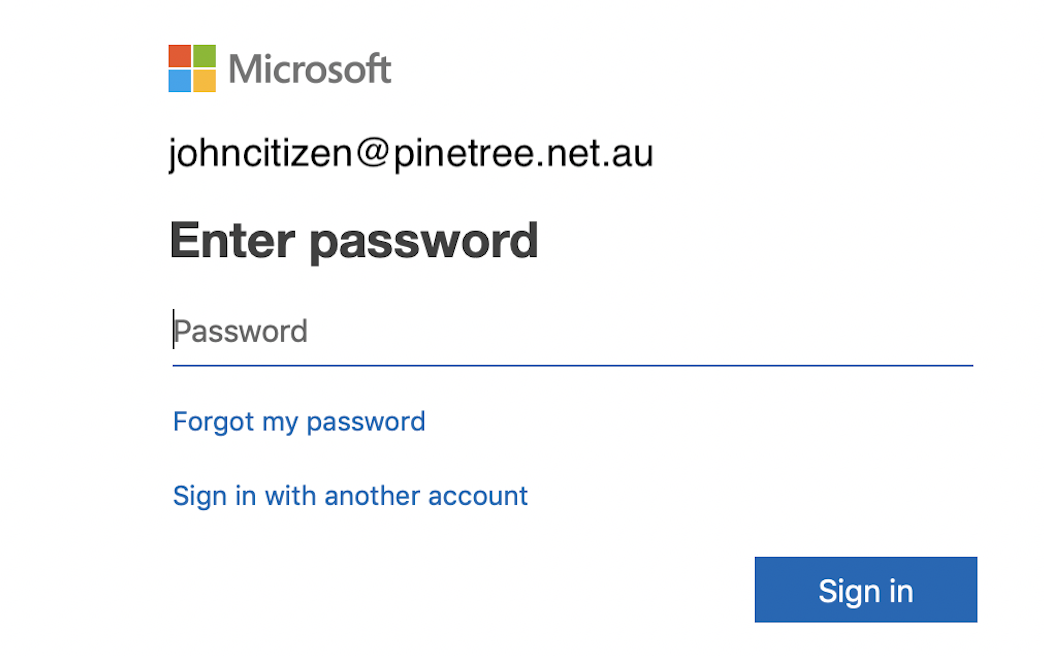 Microsoft
johncitizen@pinetree.net.au
Enter password
Password
Forgot my password
Sign in with another account
Sign in